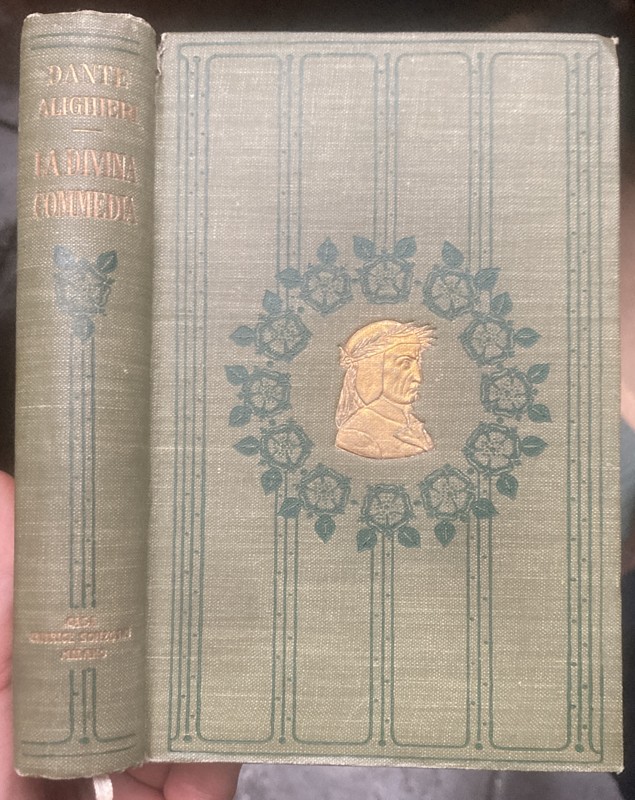 DANTE
ALIGHIERI
LA DIVINA
COMMEDIA
CASA
EDITRICE SONZOGNO
MILANO